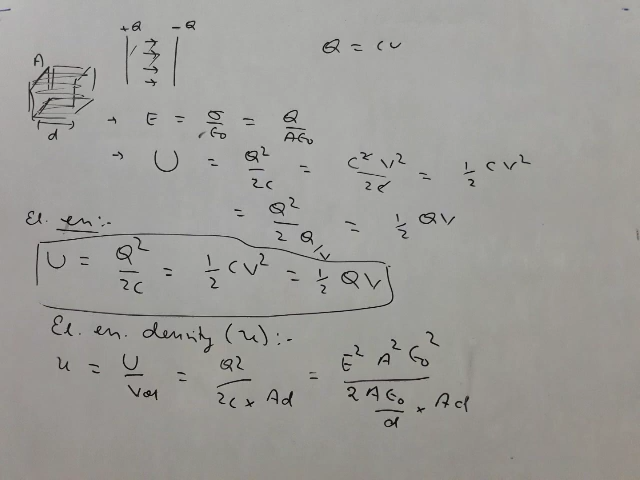 +Q -Q
Q = CV
A
d
→ E = σ/ϵ0 = Q/Aϵ0
→ U = Q²/2C = C²V²/2C = ½ CV²
= Q²/2 Q/V = ½ QV
El. en:-
U = Q²/2C = ½ CV² = ½ QV
El. en. density (u):-
u = U/Vol = Q²/2C × Ad = E² A² ϵ0²/2 Aϵ0/d × Ad